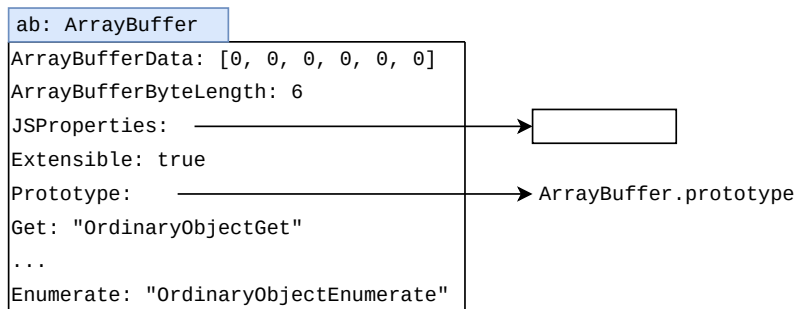 ab: ArrayBuffer
ArrayBufferData: [0, 0, 0, 0, 0, 0]
ArrayBufferByteLength: 6
JSProperties:
Extensible: true
Prototype: ArrayBuffer.prototype
Get: "OrdinaryObjectGet"
...
Enumerate: "OrdinaryObjectEnumerate"